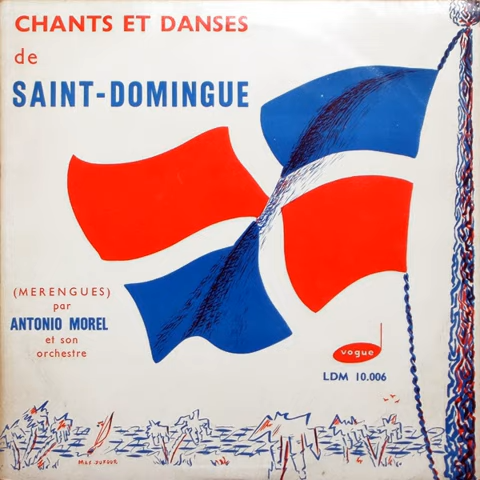 CHANTS ET DANSES
de
SAINT-DOMINGUE
(MERENGUES)
par
ANTONIO MOREL
et son
orchestre
vogue
LDM 10.006